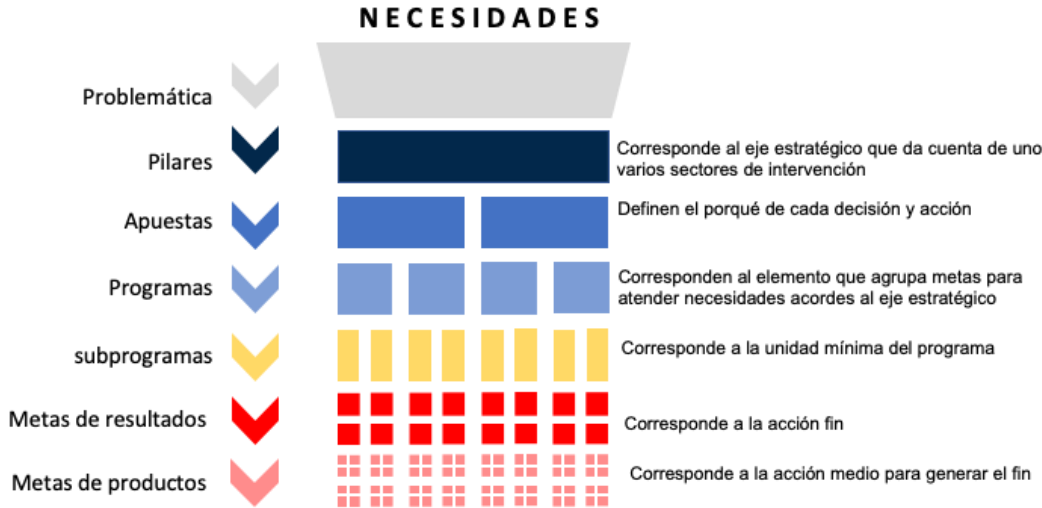 NECESIDADES
Problemática
Pilares
Corresponde al eje estratégico que da cuenta de uno
varios sectores de intervención
Apuestas
Definen el porqué de cada decisión y acción
Programas
Corresponden al elemento que agrupa metas para
atender necesidades acordes al eje estratégico
subprogramas
Corresponde a la unidad mínima del programa
Metas de resultados
Corresponde a la acción fin
Metas de productos
Corresponde a la acción medio para generar el fin